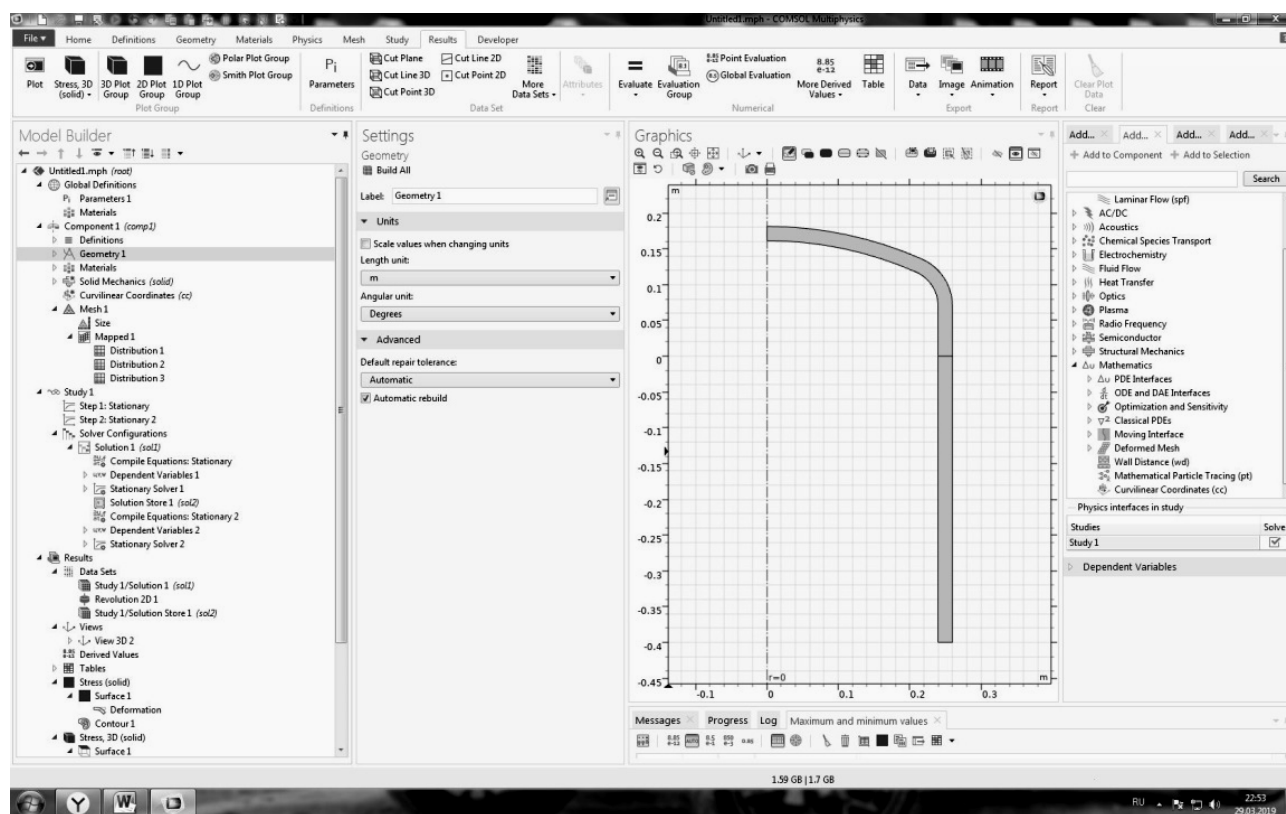 Untitled1.mph - COMSOL Multiphysics
File Home Definitions Geometry Materials Physics Mesh Study Results Developer
Plot
Stress, 3D (solid)
3D Plot Group
2D Plot Group
1D Plot Group
Polar Plot Group
Smith Plot Group
Plot Group
Pi
Parameters
Definitions
Cut Plane
Cut Line 3D
Cut Point 3D
Cut Line 2D
Cut Point 2D
More Data Sets
Data Set
Attributes
Evaluate
Evaluation Group
8.85 e-12 Point Evaluation
Global Evaluation
8.85 e-12
More Derived Values
Table
Numerical
Data
Image
Animation
Export
Report
Report
Clear Plot Data
Clear
Model Builder
Untitled1.mph (root)
Global Definitions
Pi Parameters 1
Materials
Component 1 (comp1)
Definitions
Geometry 1
Materials
Solid Mechanics (solid)
Curvilinear Coordinates (cc)
Mesh 1
Size
Mapped 1
Distribution 1
Distribution 2
Distribution 3
Study 1
Step 1: Stationary
Step 2: Stationary 2
Solver Configurations
Solution 1 (sol1)
Compile Equations: Stationary
Dependent Variables 1
Stationary Solver 1
Solution Store 1 (sol2)
Compile Equations: Stationary 2
Dependent Variables 2
Stationary Solver 2
Results
Data Sets
Study 1/Solution 1 (sol1)
Revolution 2D 1
Study 1/Solution Store 1 (sol2)
Views
View 3D 2
Derived Values
Tables
Stress (solid)
Surface 1
Deformation
Contour 1
Stress, 3D (solid)
Surface 1
Settings
Geometry
Build All
Label: Geometry 1
Units
Scale values when changing units
Length unit:
m
Angular unit:
Degrees
Advanced
Default repair tolerance:
Automatic
Automatic rebuild
Graphics
m
0.2
0.15
0.1
0.05
0
-0.05
-0.1
-0.15
-0.2
-0.25
-0.3
-0.35
-0.4
-0.45
r=0
m
-0.1 0 0.1 0.2 0.3
Messages Progress Log Maximum and minimum values
Add... Add... Add... Add...
Add to Component Add to Selection
Search
Laminar Flow (spf)
AC/DC
Acoustics
Chemical Species Transport
Electrochemistry
Fluid Flow
Heat Transfer
Optics
Plasma
Radio Frequency
Semiconductor
Structural Mechanics
Δu Mathematics
Δu PDE Interfaces
ODE and DAE Interfaces
Optimization and Sensitivity
∇² Classical PDEs
Moving Interface
Deformed Mesh
Wall Distance (wd)
Mathematical Particle Tracing (pt)
Curvilinear Coordinates (cc)
Physics interfaces in study
Studies Solve
Study 1
Dependent Variables
1.59 GB | 1.7 GB
RU
22:53
29.03.2019